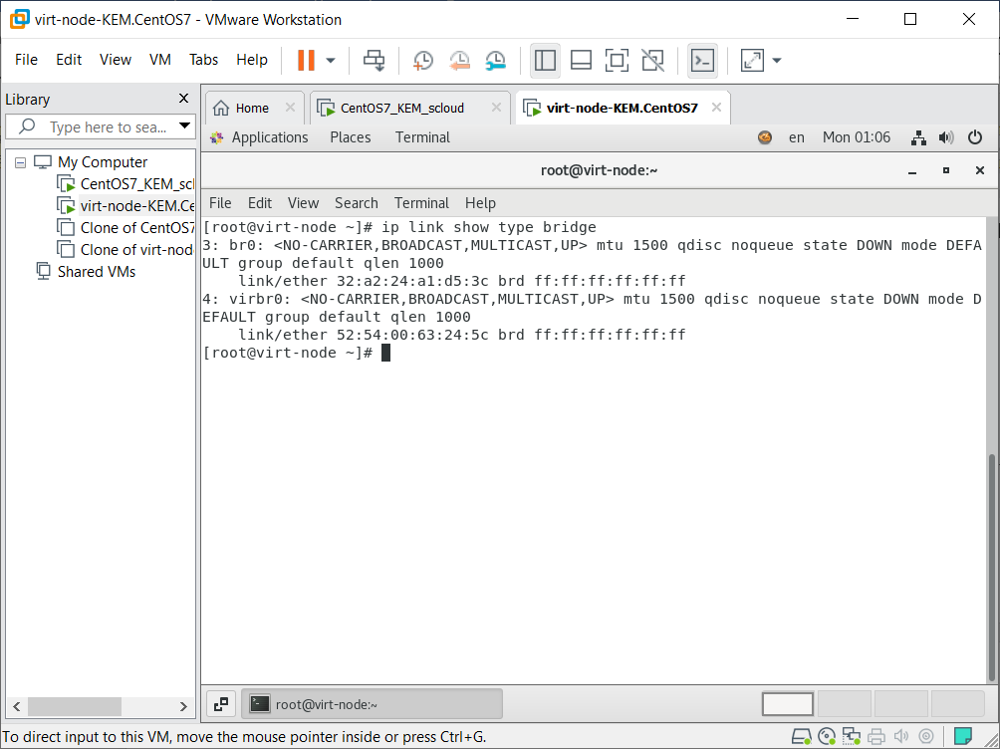 virt-node-KEM.CentOS7 - VMware Workstation
File Edit View VM Tabs Help
Library
Type here to sea...
My Computer
CentOS7_KEM_scl
virt-node-KEM.Ce
Clone of CentOS7
Clone of virt-nod
Shared VMs
Home CentOS7_KEM_scloud virt-node-KEM.CentOS7
Applications Places Terminal en Mon 01:06
root@virt-node:~
File Edit View Search Terminal Help
[root@virt-node ~]# ip link show type bridge
3: br0: <NO-CARRIER,BROADCAST,MULTICAST,UP> mtu 1500 qdisc noqueue state DOWN mode DEFA
ULT group default qlen 1000
link/ether 32:a2:24:a1:d5:3c brd ff:ff:ff:ff:ff:ff
4: virbr0: <NO-CARRIER,BROADCAST,MULTICAST,UP> mtu 1500 qdisc noqueue state DOWN mode D
EFAULT group default qlen 1000
link/ether 52:54:00:63:24:5c brd ff:ff:ff:ff:ff:ff
[root@virt-node ~]#
root@virt-node:~
To direct input to this VM, move the mouse pointer inside or press Ctrl+G.